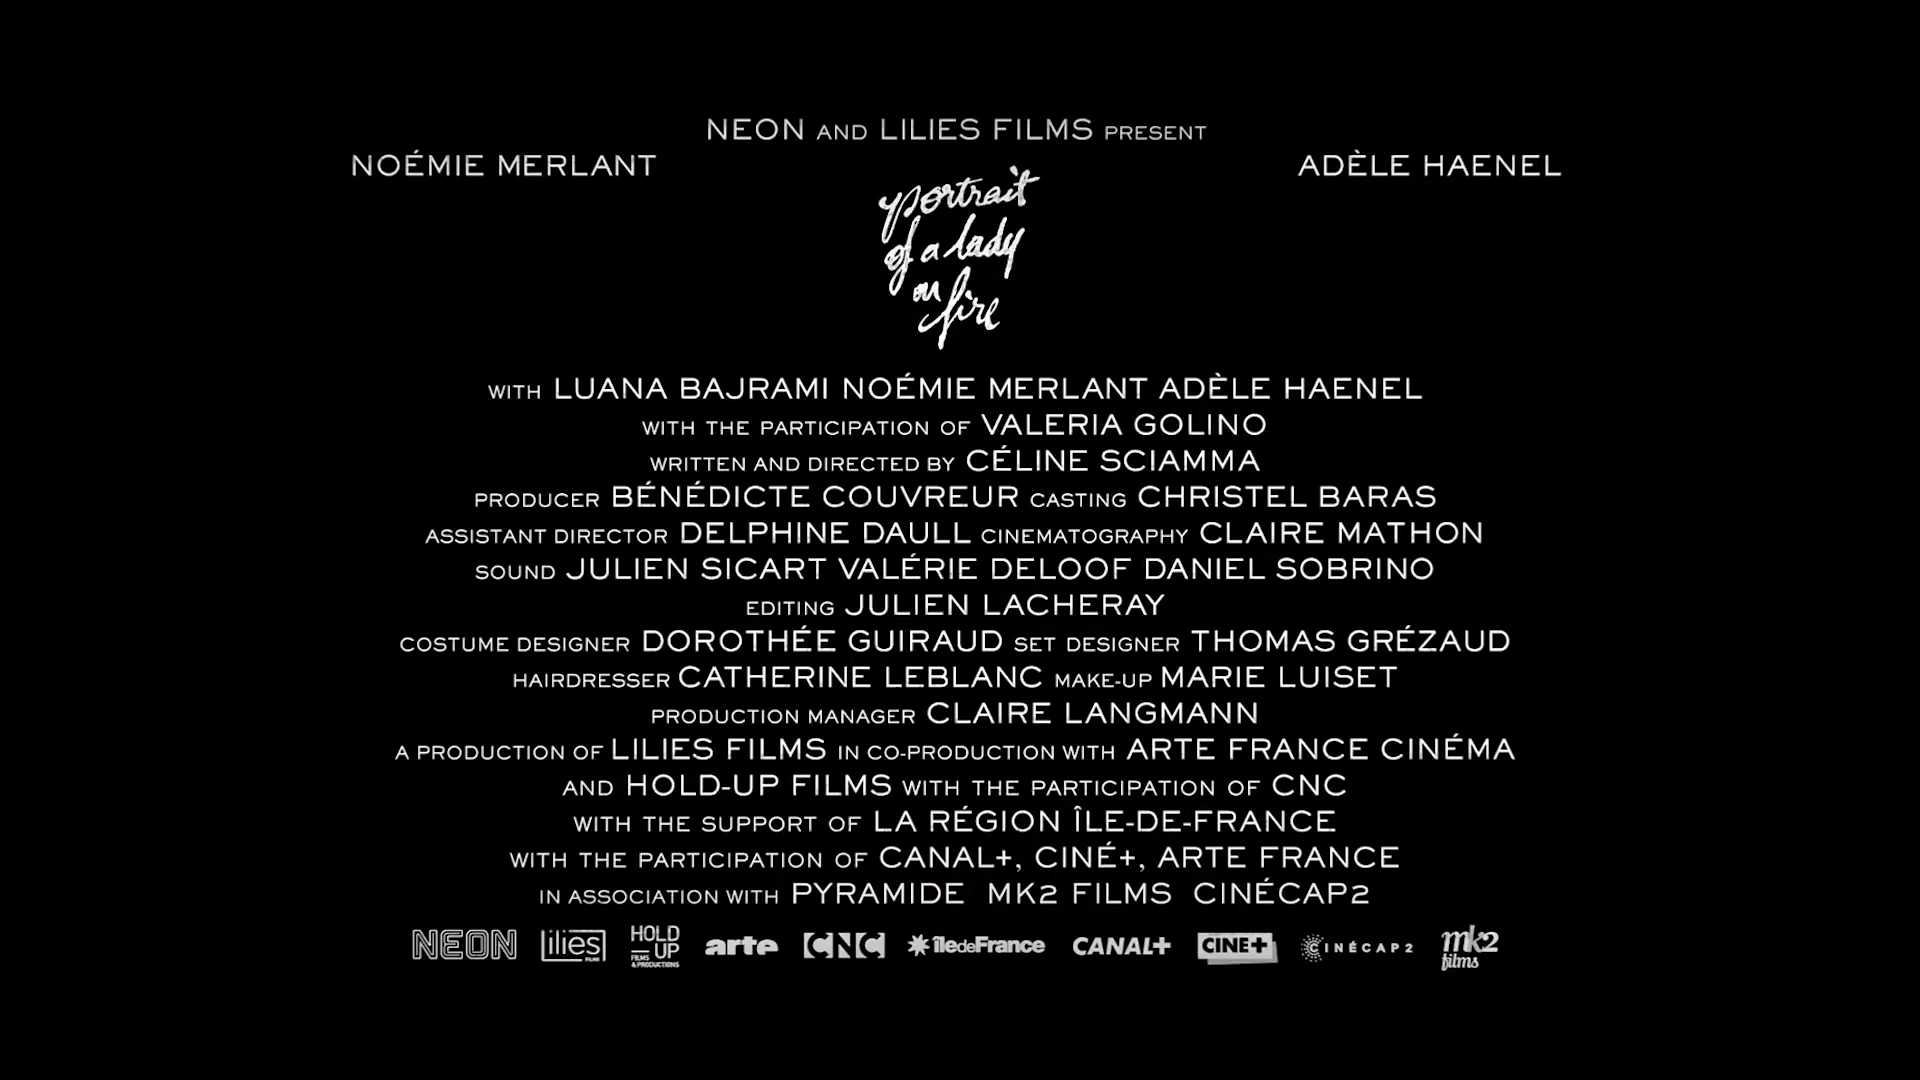 NEON AND LILIES FILMS PRESENT
NOÉMIE MERLANT
ADÈLE HAENEL
portrait
of a lady
on
fire
WITH LUANA BAJRAMI NOÉMIE MERLANT ADÈLE HAENEL
WITH THE PARTICIPATION OF VALERIA GOLINO
WRITTEN AND DIRECTED BY CÉLINE SCIAMMA
PRODUCER BÉNÉDICTE COUVREUR CASTING CHRISTEL BARAS
ASSISTANT DIRECTOR DELPHINE DAULL CINEMATOGRAPHY CLAIRE MATHON
SOUND JULIEN SICART VALÉRIE DELOOF DANIEL SOBRINO
EDITING JULIEN LACHERAY
COSTUME DESIGNER DOROTHÉE GUIRAUD SET DESIGNER THOMAS GRÉZAUD
HAIRDRESSER CATHERINE LEBLANC MAKE-UP MARIE LUISET
PRODUCTION MANAGER CLAIRE LANGMANN
A PRODUCTION OF LILIES FILMS IN CO-PRODUCTION WITH ARTE FRANCE CINÉMA
AND HOLD-UP FILMS WITH THE PARTICIPATION OF CNC
WITH THE SUPPORT OF LA RÉGION ÎLE-DE-FRANCE
WITH THE PARTICIPATION OF CANAL+, CINÉ+, ARTE FRANCE
IN ASSOCIATION WITH PYRAMIDE MK2 FILMS CINÉCAP2
NEON
lilies
FILMS
HOLD
—UP
FILMS
& PRODUCTIONS
arte
CNC
îledeFrance
CANAL+
CINE+
CINÉCAP2
mk2
films